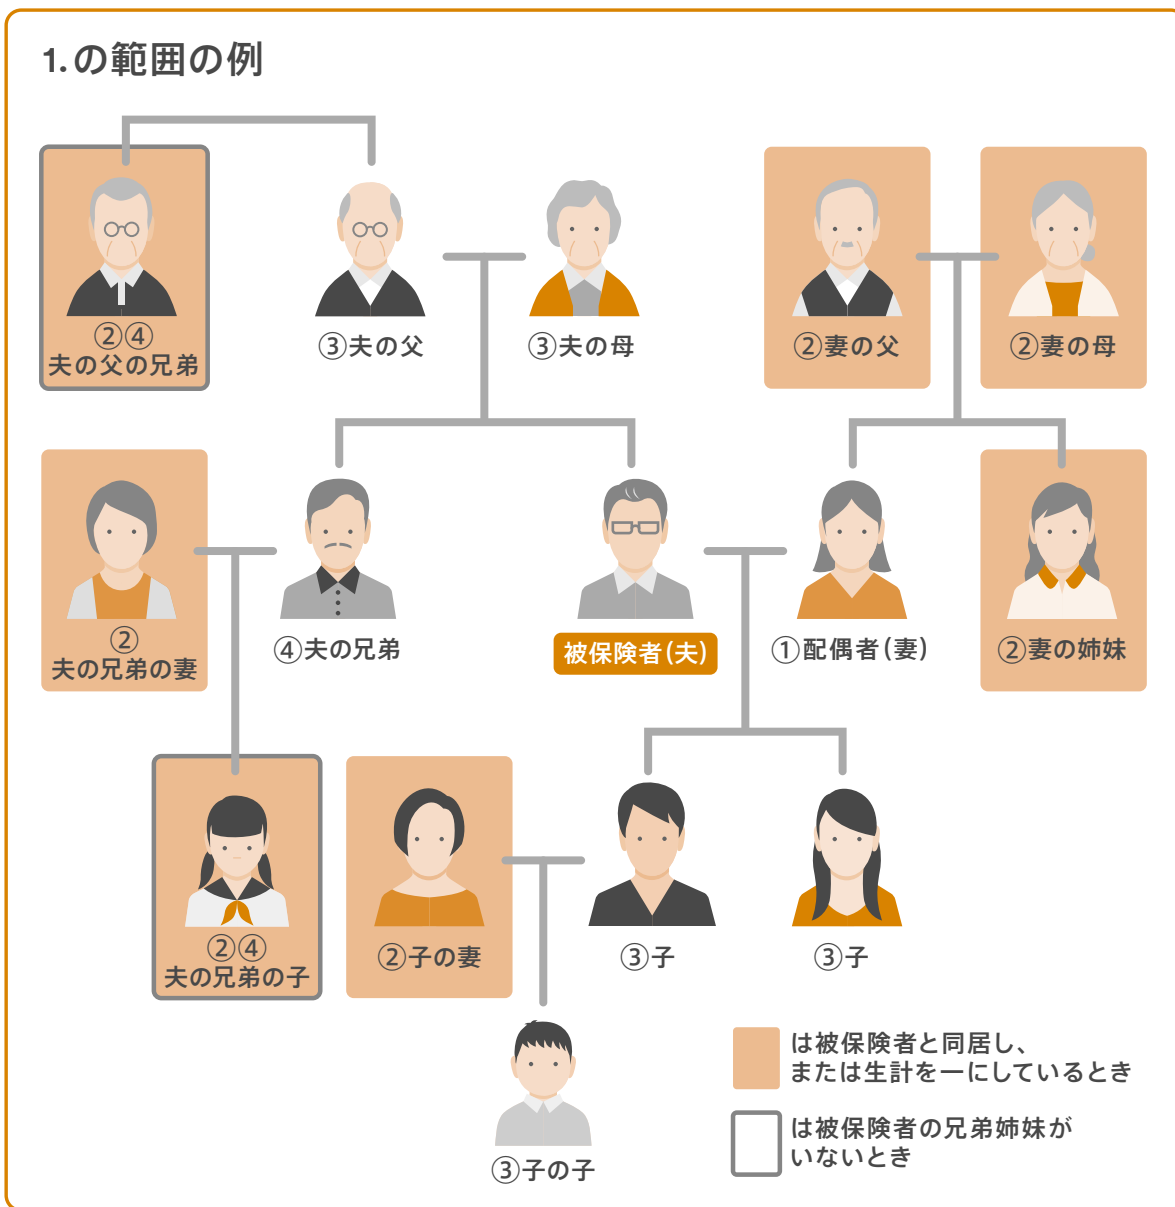 1.の範囲の例
②④
夫の父の兄弟
③夫の父
③夫の母
②妻の父
②妻の母
②
夫の兄弟の妻
④夫の兄弟
被保険者(夫)
①配偶者(妻)
②妻の姉妹
②④
夫の兄弟の子
②子の妻
③子
③子
③子の子
は被保険者と同居し、
または生計を一にしているとき
は被保険者の兄弟姉妹が
いないとき